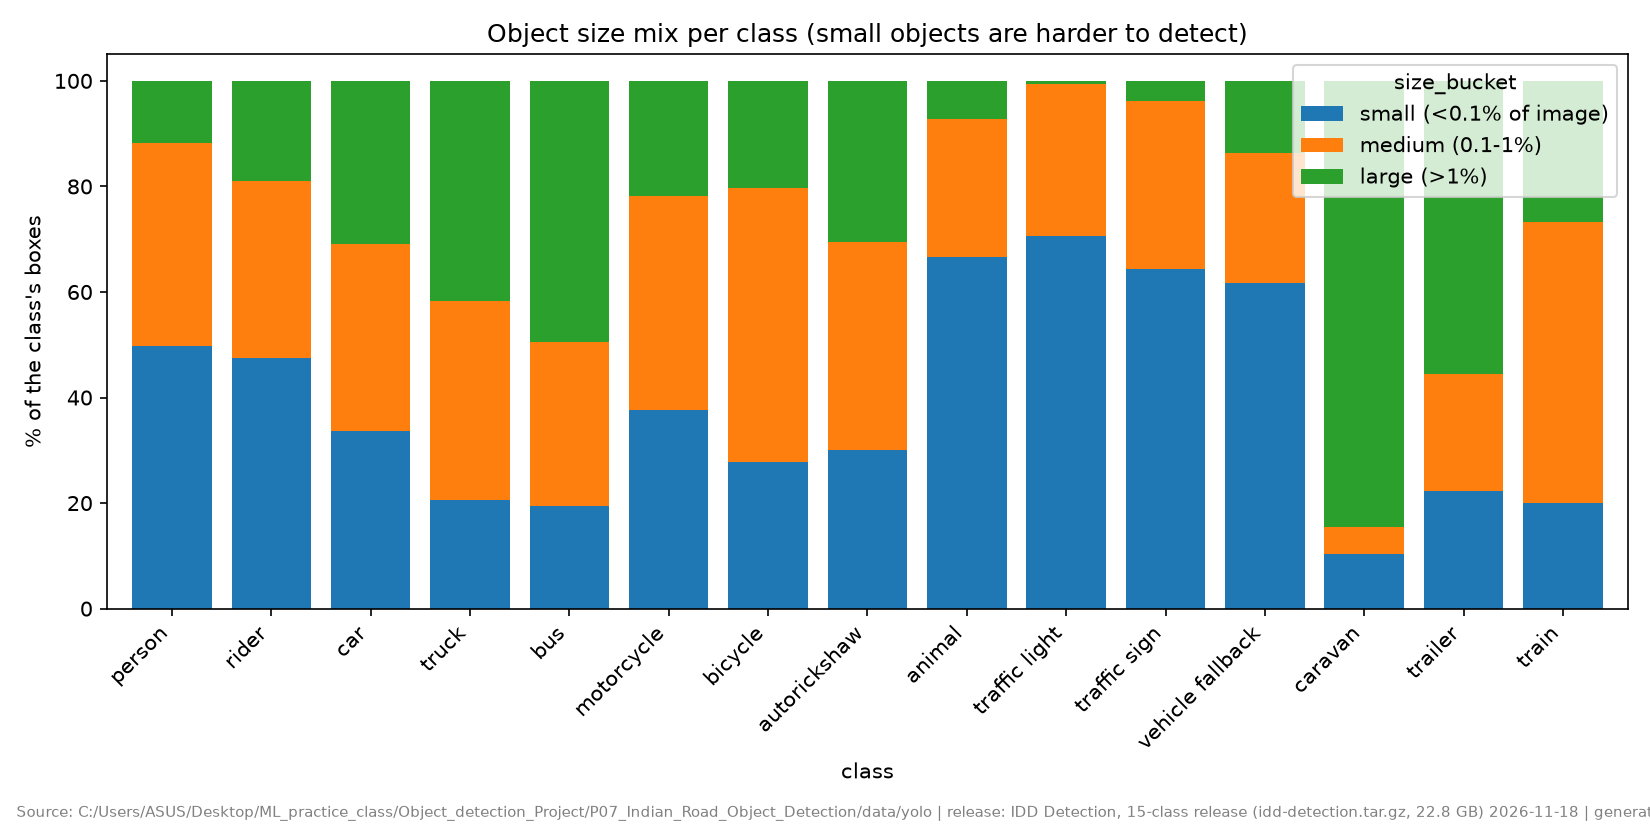 Object size mix per class (small objects are harder to detect)
size_bucket
small (<0.1% of image)
medium (0.1-1%)
large (>1%)
% of the class's boxes
100
80
60
40
20
0
person
rider
car
truck
bus
motorcycle
bicycle
autorickshaw
animal
traffic light
traffic sign
vehicle fallback
caravan
trailer
train
class
Source: C:/Users/ASUS/Desktop/ML_practice_class/Object_detection_Project/P07_Indian_Road_Object_Detection/data/yolo | release: IDD Detection, 15-class release (idd-detection.tar.gz, 22.8 GB) 2026-11-18 |